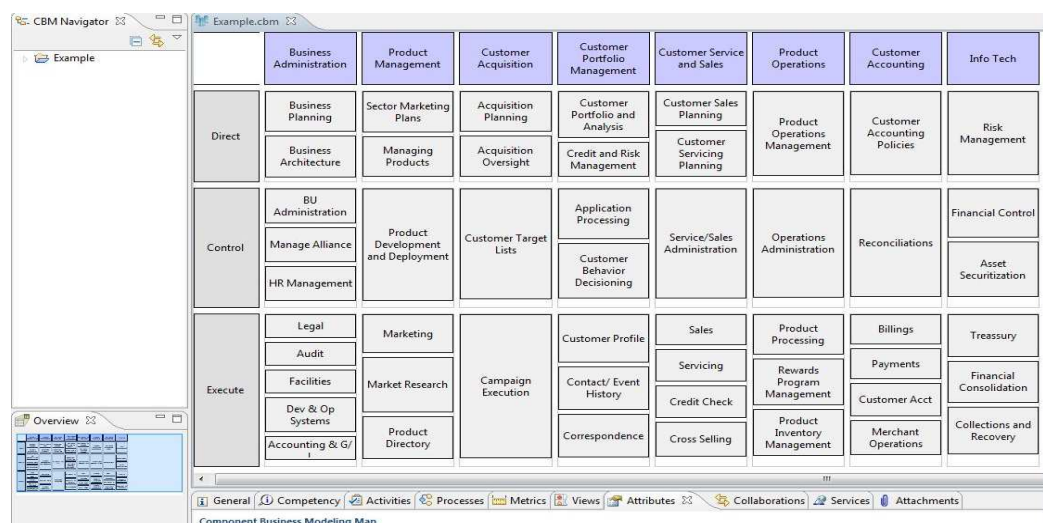 CBM Navigator
Example
Overview
Example.cbm
Business
Administration
Product
Management
Customer
Acquisition
Customer
Portfolio
Management
Customer Service
and Sales
Product
Operations
Customer
Accounting
Info Tech
Direct
Business
Planning
Business
Architecture
Sector Marketing
Plans
Managing
Products
Acquisition
Planning
Acquisition
Oversight
Customer
Portfolio and
Analysis
Credit and Risk
Management
Customer Sales
Planning
Customer
Servicing
Planning
Product
Operations
Management
Customer
Accounting
Policies
Risk
Management
Control
BU
Administration
Manage Alliance
HR Management
Product
Development
and Deployment
Customer Target
Lists
Application
Processing
Customer
Behavior
Decisioning
Service/Sales
Administration
Operations
Administration
Reconciliations
Financial Control
Asset
Securitization
Execute
Legal
Audit
Facilities
Dev & Op
Systems
Accounting & G/
Marketing
Market Research
Product
Directory
Campaign
Execution
Customer Profile
Contact/ Event
History
Correspondence
Sales
Servicing
Credit Check
Cross Selling
Product
Processing
Rewards
Program
Management
Product
Inventory
Management
Billings
Payments
Customer Acct
Merchant
Operations
Treassury
Financial
Consolidation
Collections and
Recovery
General Competency Activities Processes Metrics Views Attributes Collaborations Services Attachments
Component Business Modeling Map